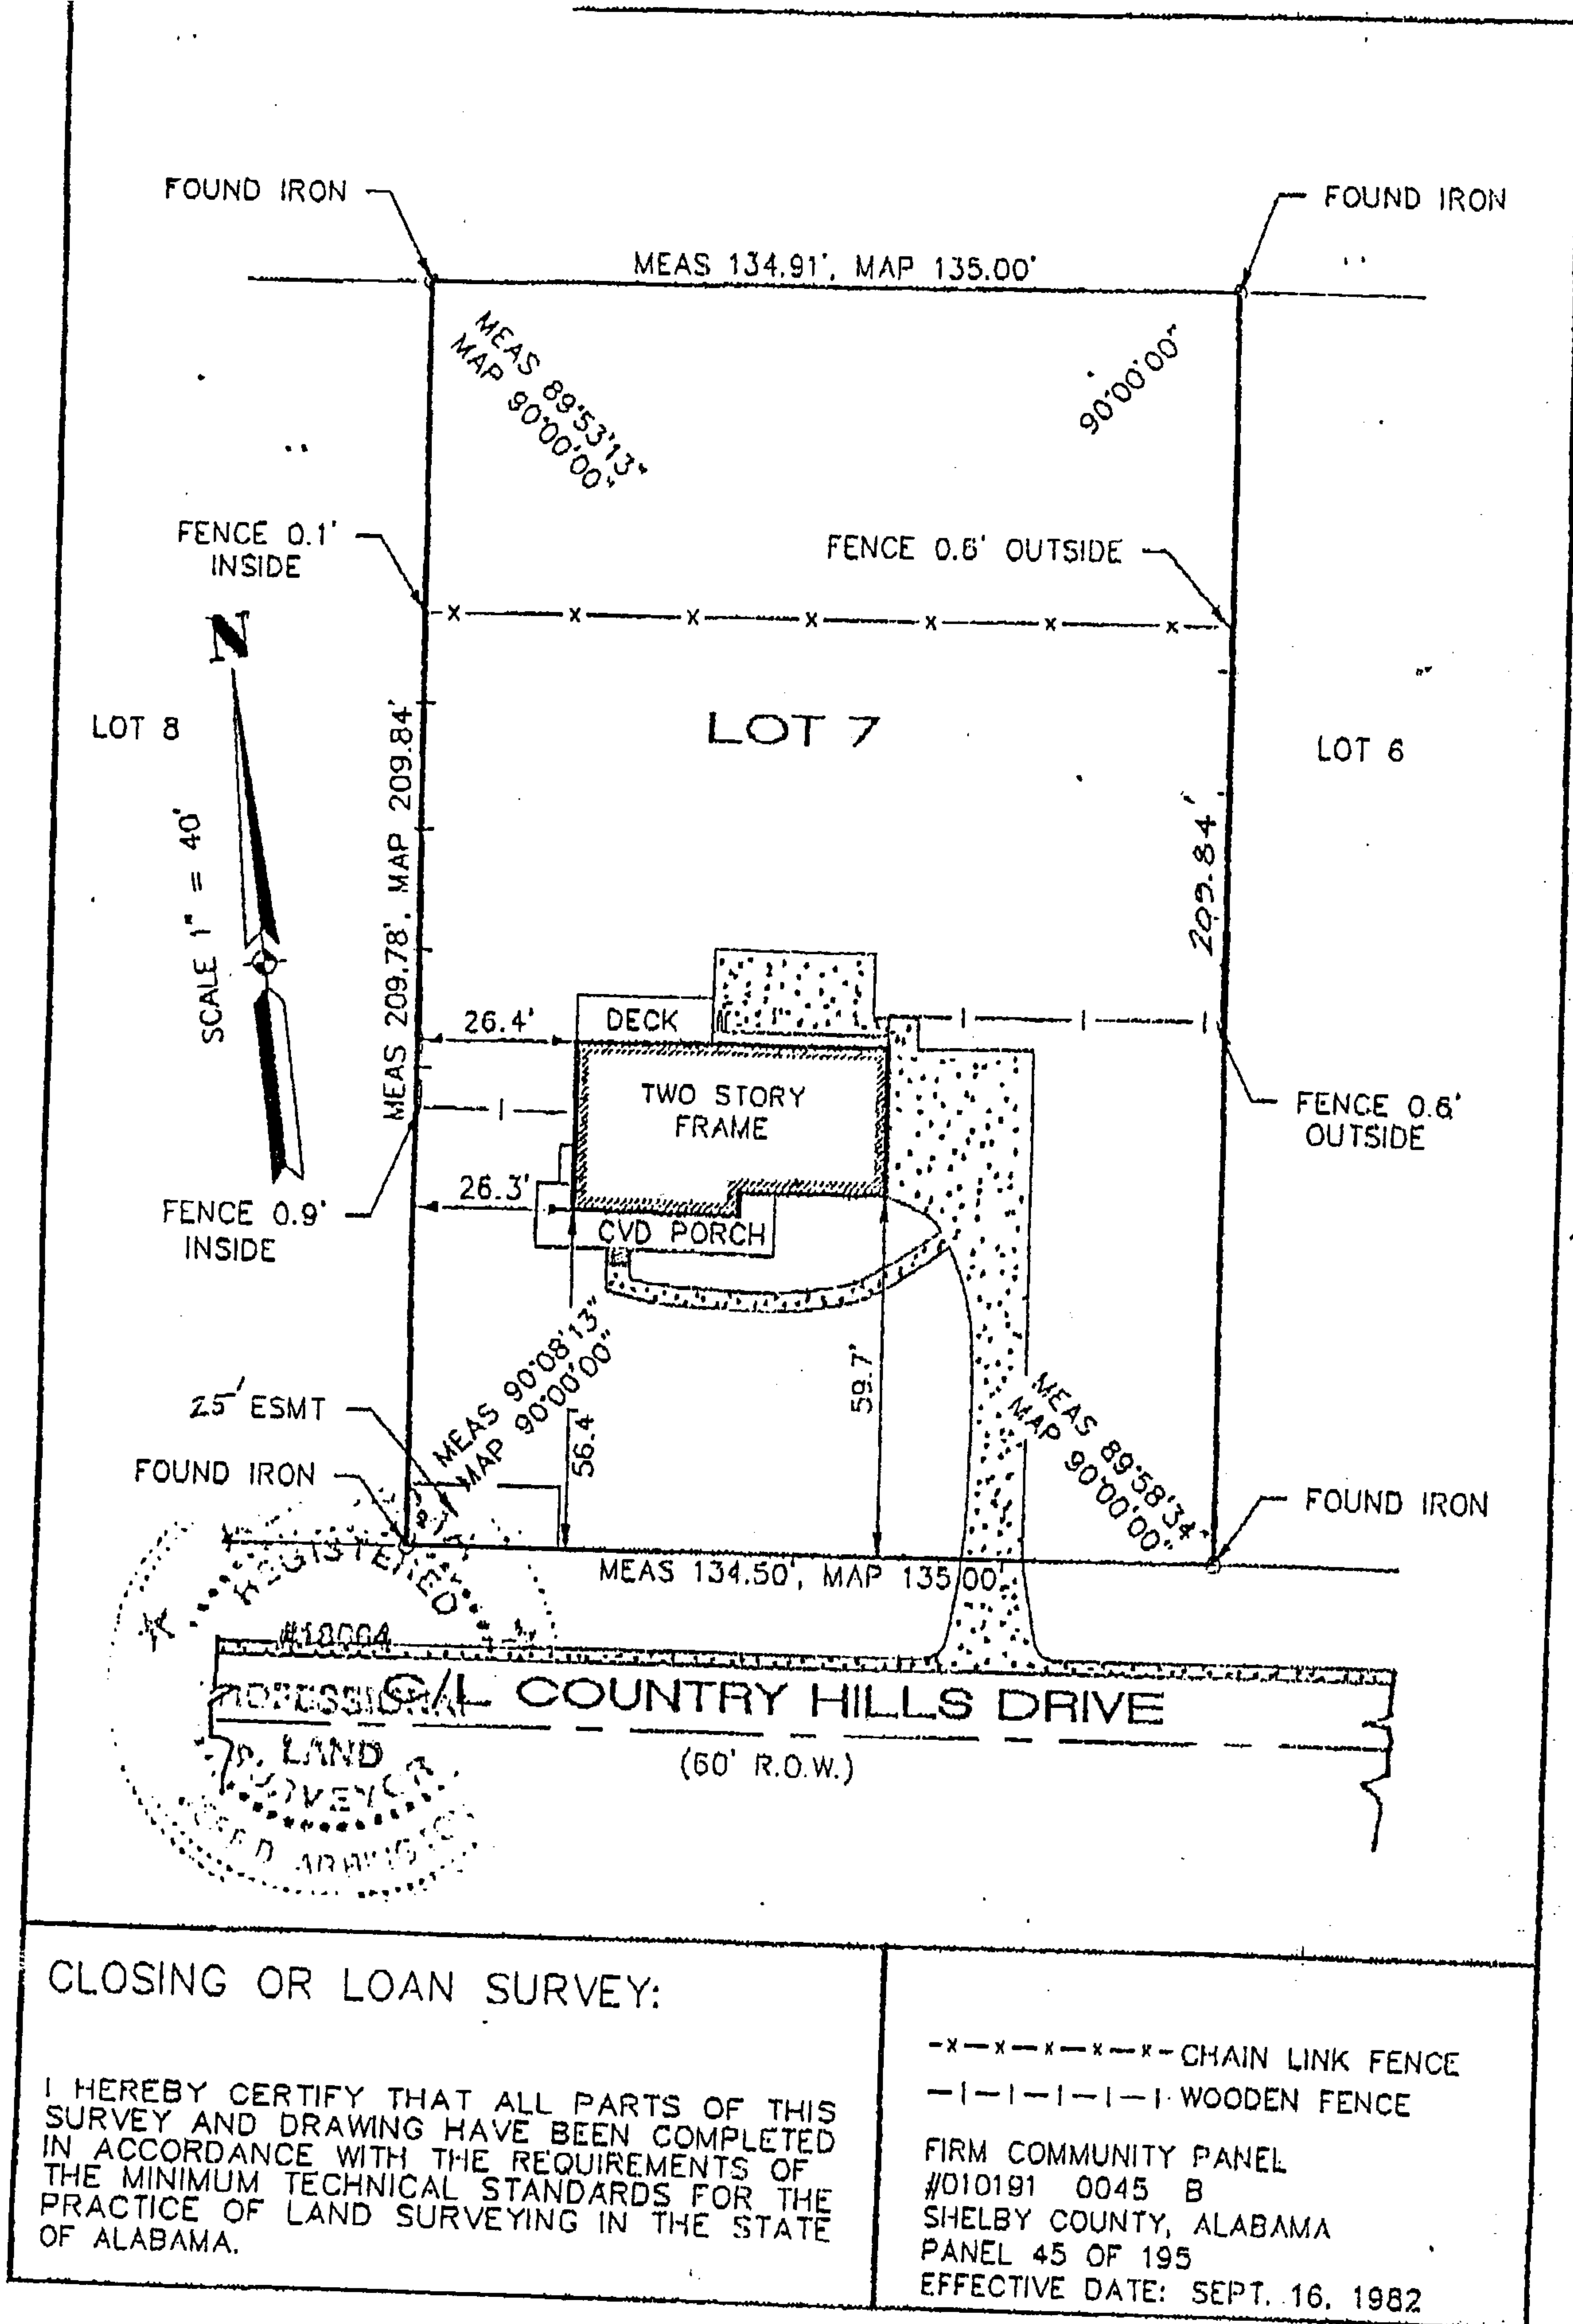 FOUND IRON
FOUND IRON
MEAS 134.91', MAP 135.00'
MEAS 89°53'13"
MAP 90°00'00"
90°00'00"
FENCE 0.1'
INSIDE
FENCE 0.6' OUTSIDE
N
LOT 8
LOT 7
LOT 6
SCALE 1" = 40'
MEAS 209.78', MAP 209.84'
209.84'
26.4'
DECK
TWO STORY
FRAME
FENCE 0.6'
OUTSIDE
26.3'
FENCE 0.9'
INSIDE
CVD PORCH
MEAS 90°08'13"
MAP 90°00'00"
59.7'
56.4'
MEAS 89°58'34"
MAP 90°00'00"
25' ESMT
FOUND IRON
FOUND IRON
MEAS 134.50', MAP 135.00'
REGISTERED
#18004
PROFESSIONAL
LAND
SURVEYOR
C/L COUNTRY HILLS DRIVE
(60' R.O.W.)
CLOSING OR LOAN SURVEY:
I HEREBY CERTIFY THAT ALL PARTS OF THIS
SURVEY AND DRAWING HAVE BEEN COMPLETED
IN ACCORDANCE WITH THE REQUIREMENTS OF
THE MINIMUM TECHNICAL STANDARDS FOR THE
PRACTICE OF LAND SURVEYING IN THE STATE
OF ALABAMA.
-x-x-x-x-x- CHAIN LINK FENCE
-|-|-|-|-|- WOODEN FENCE
FIRM COMMUNITY PANEL
#010191 0045 B
SHELBY COUNTY, ALABAMA
PANEL 45 OF 195
EFFECTIVE DATE: SEPT. 16, 1982